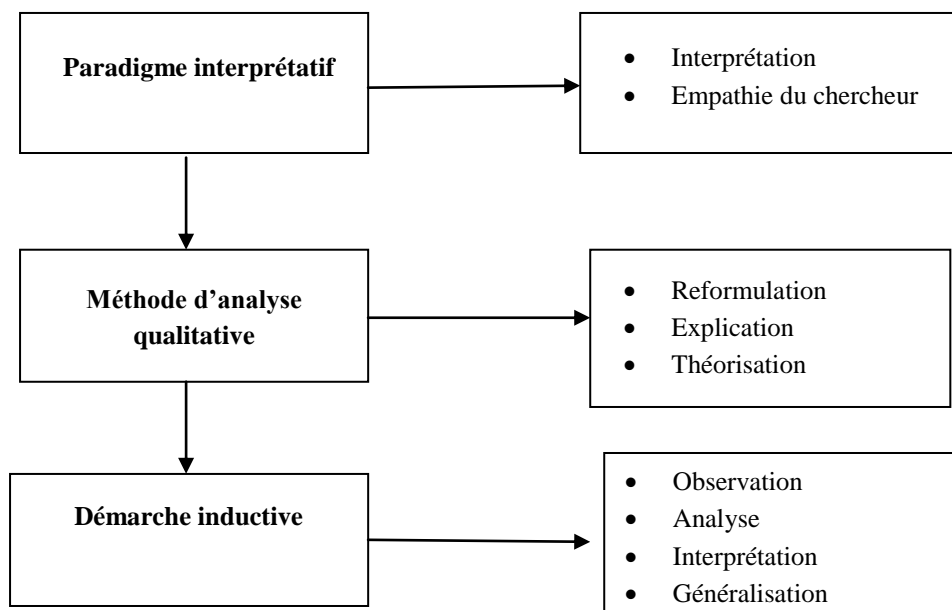 Paradigme interprétatif
• Interprétation
• Empathie du chercheur
Méthode d’analyse
qualitative
• Reformulation
• Explication
• Théorisation
Démarche inductive
• Observation
• Analyse
• Interprétation
• Généralisation